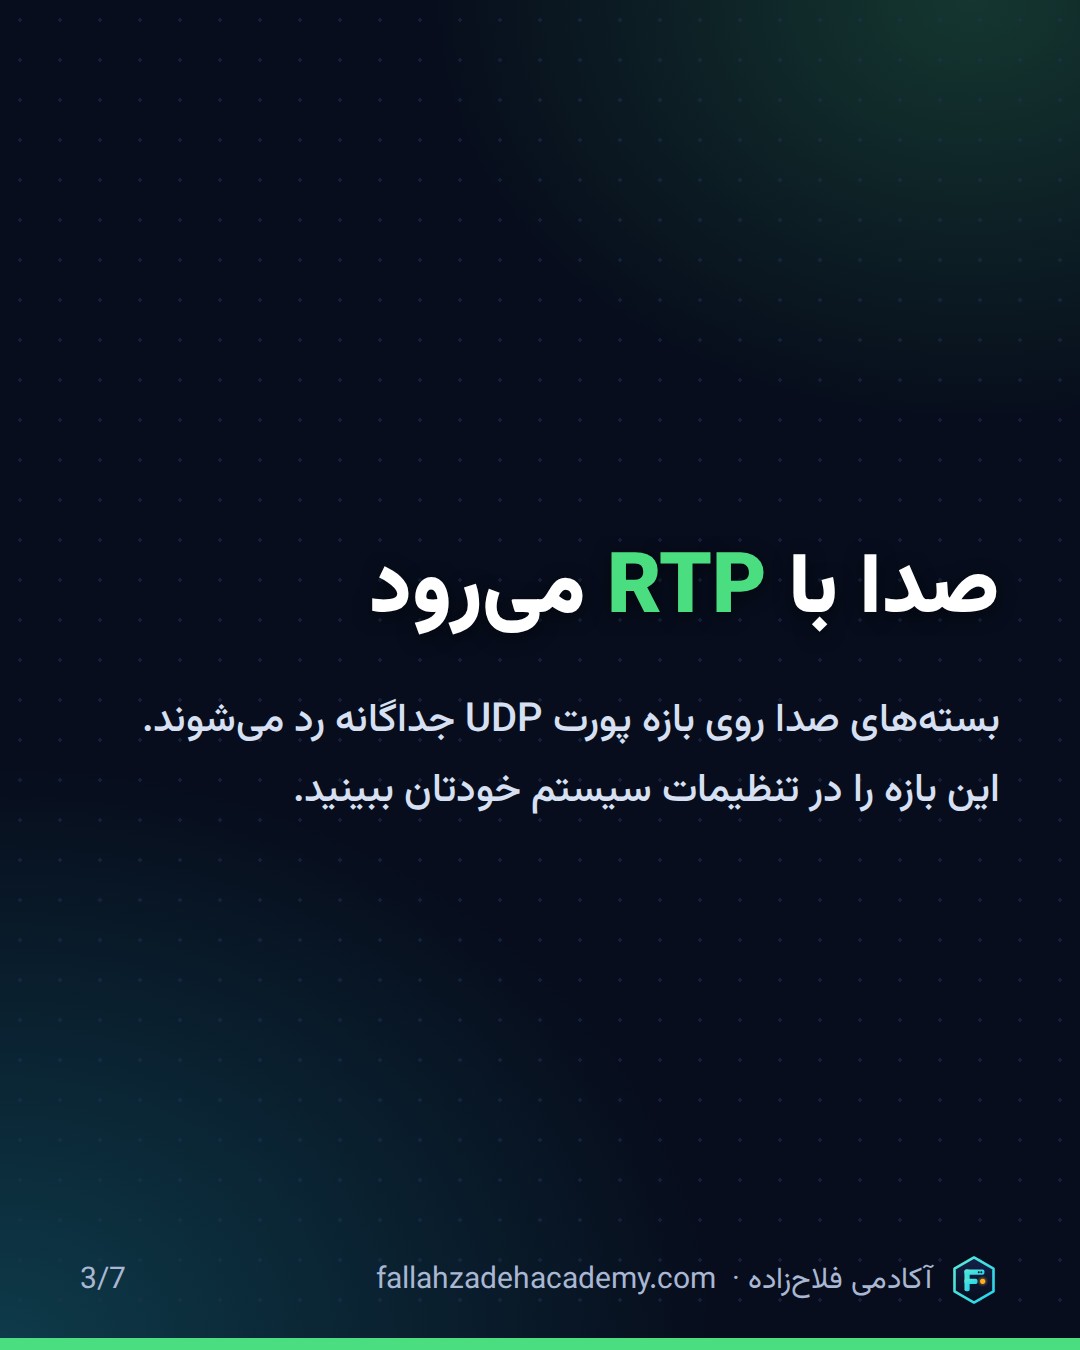 صدا با RTP می‌رود
بسته‌های صدا روی بازه پورت UDP جداگانه رد می‌شوند.
این بازه را در تنظیمات سیستم خودتان ببینید.
آکادمی فلاح‌زاده · fallahzadehacademy.com
3/7